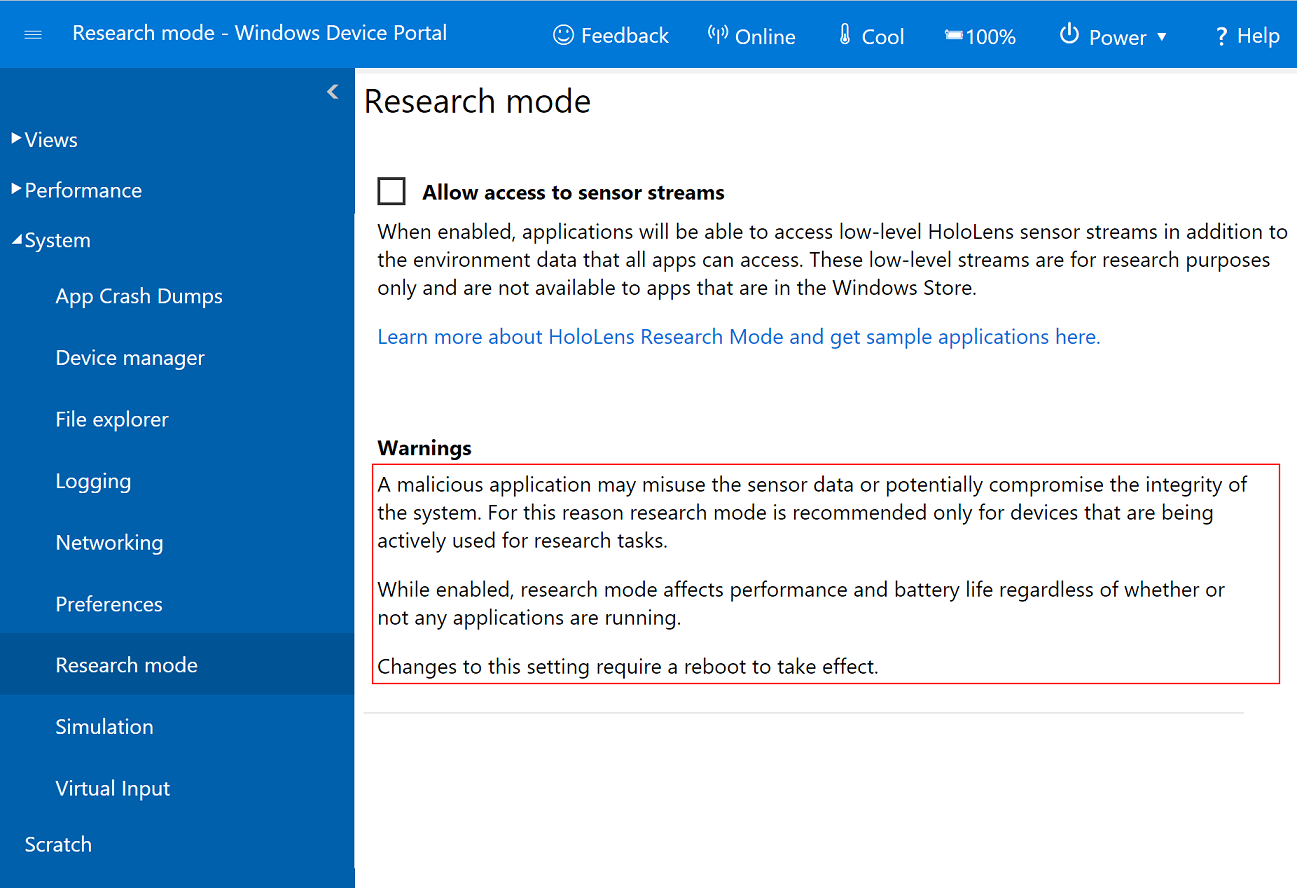 Research mode - Windows Device Portal
Feedback
Online
Cool
100%
Power
? Help
Views
Performance
System
App Crash Dumps
Device manager
File explorer
Logging
Networking
Preferences
Research mode
Simulation
Virtual Input
Scratch
Research mode
Allow access to sensor streams
When enabled, applications will be able to access low-level HoloLens sensor streams in addition to
the environment data that all apps can access. These low-level streams are for research purposes
only and are not available to apps that are in the Windows Store.
Learn more about HoloLens Research Mode and get sample applications here.
Warnings
A malicious application may misuse the sensor data or potentially compromise the integrity of
the system. For this reason research mode is recommended only for devices that are being
actively used for research tasks.
While enabled, research mode affects performance and battery life regardless of whether or
not any applications are running.
Changes to this setting require a reboot to take effect.